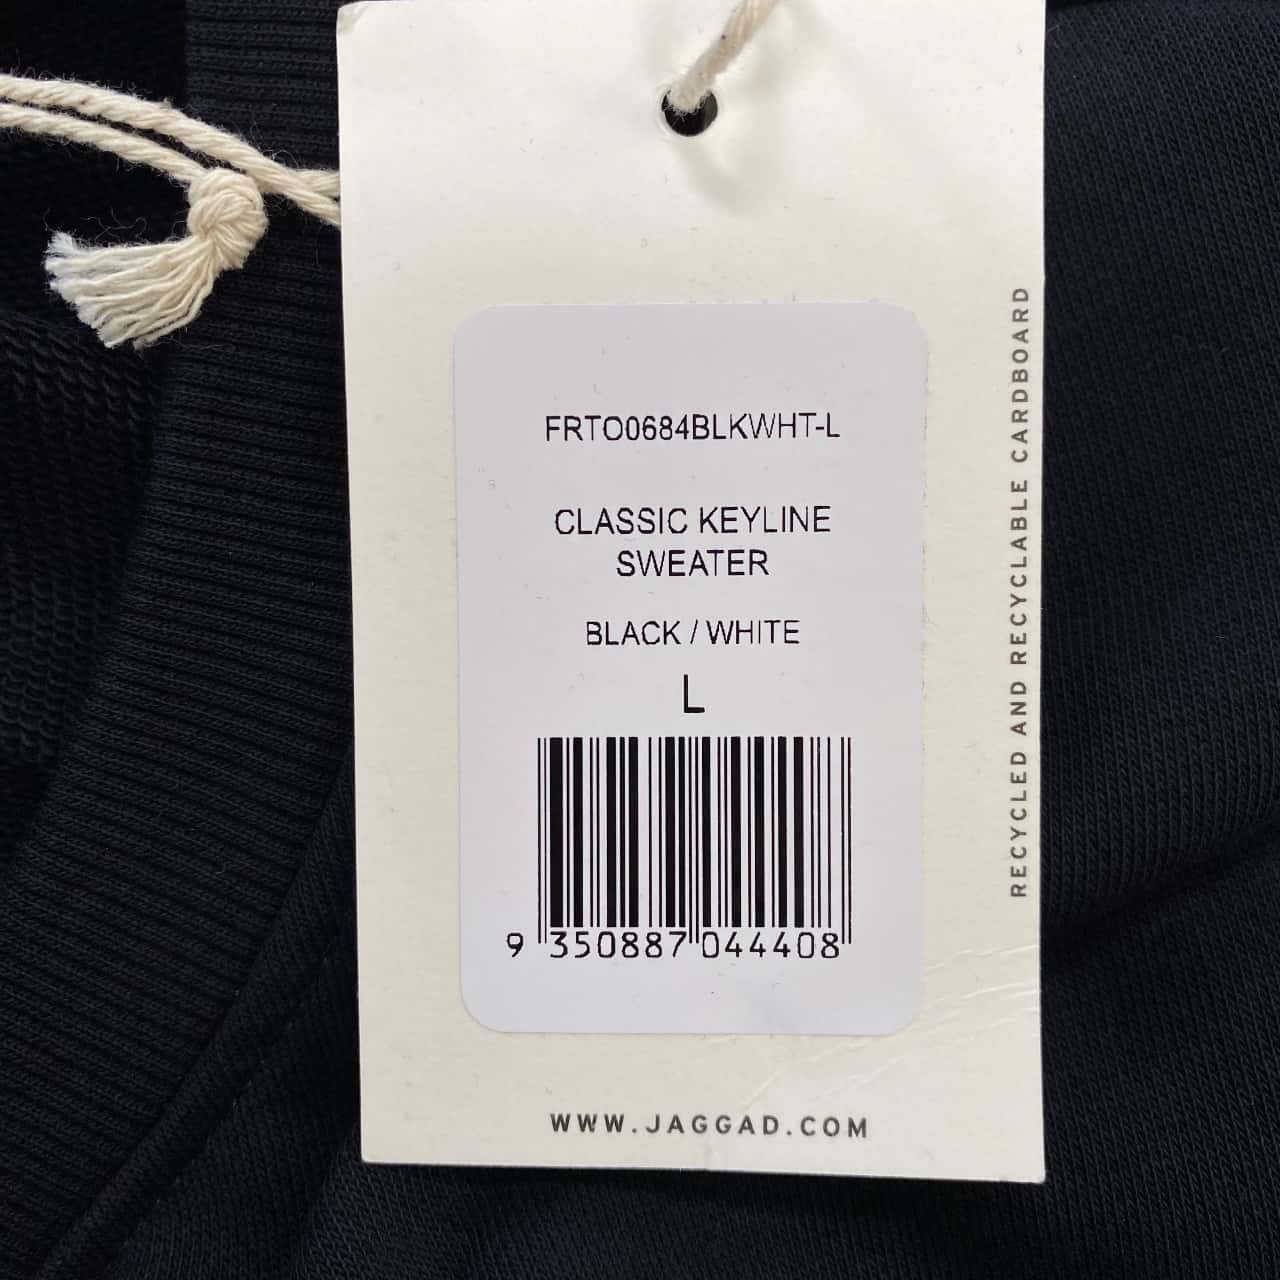 FRTO0684BLKWHT-L
CLASSIC KEYLINE
SWEATER
BLACK / WHITE
L
9 350887 044408
WWW.JAGGAD.COM
RECYCLED AND RECYCLABLE CARDBOARD